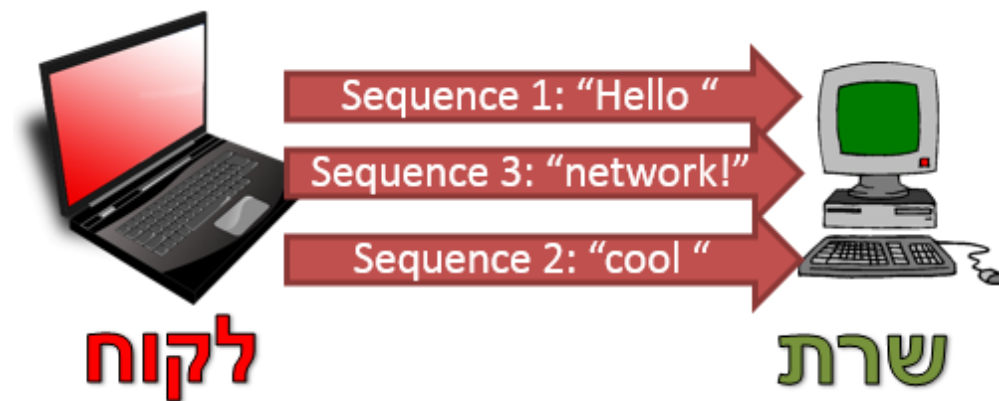 Sequence 1: “Hello “
Sequence 3: “network!”
Sequence 2: “cool “
לקוח
שרת